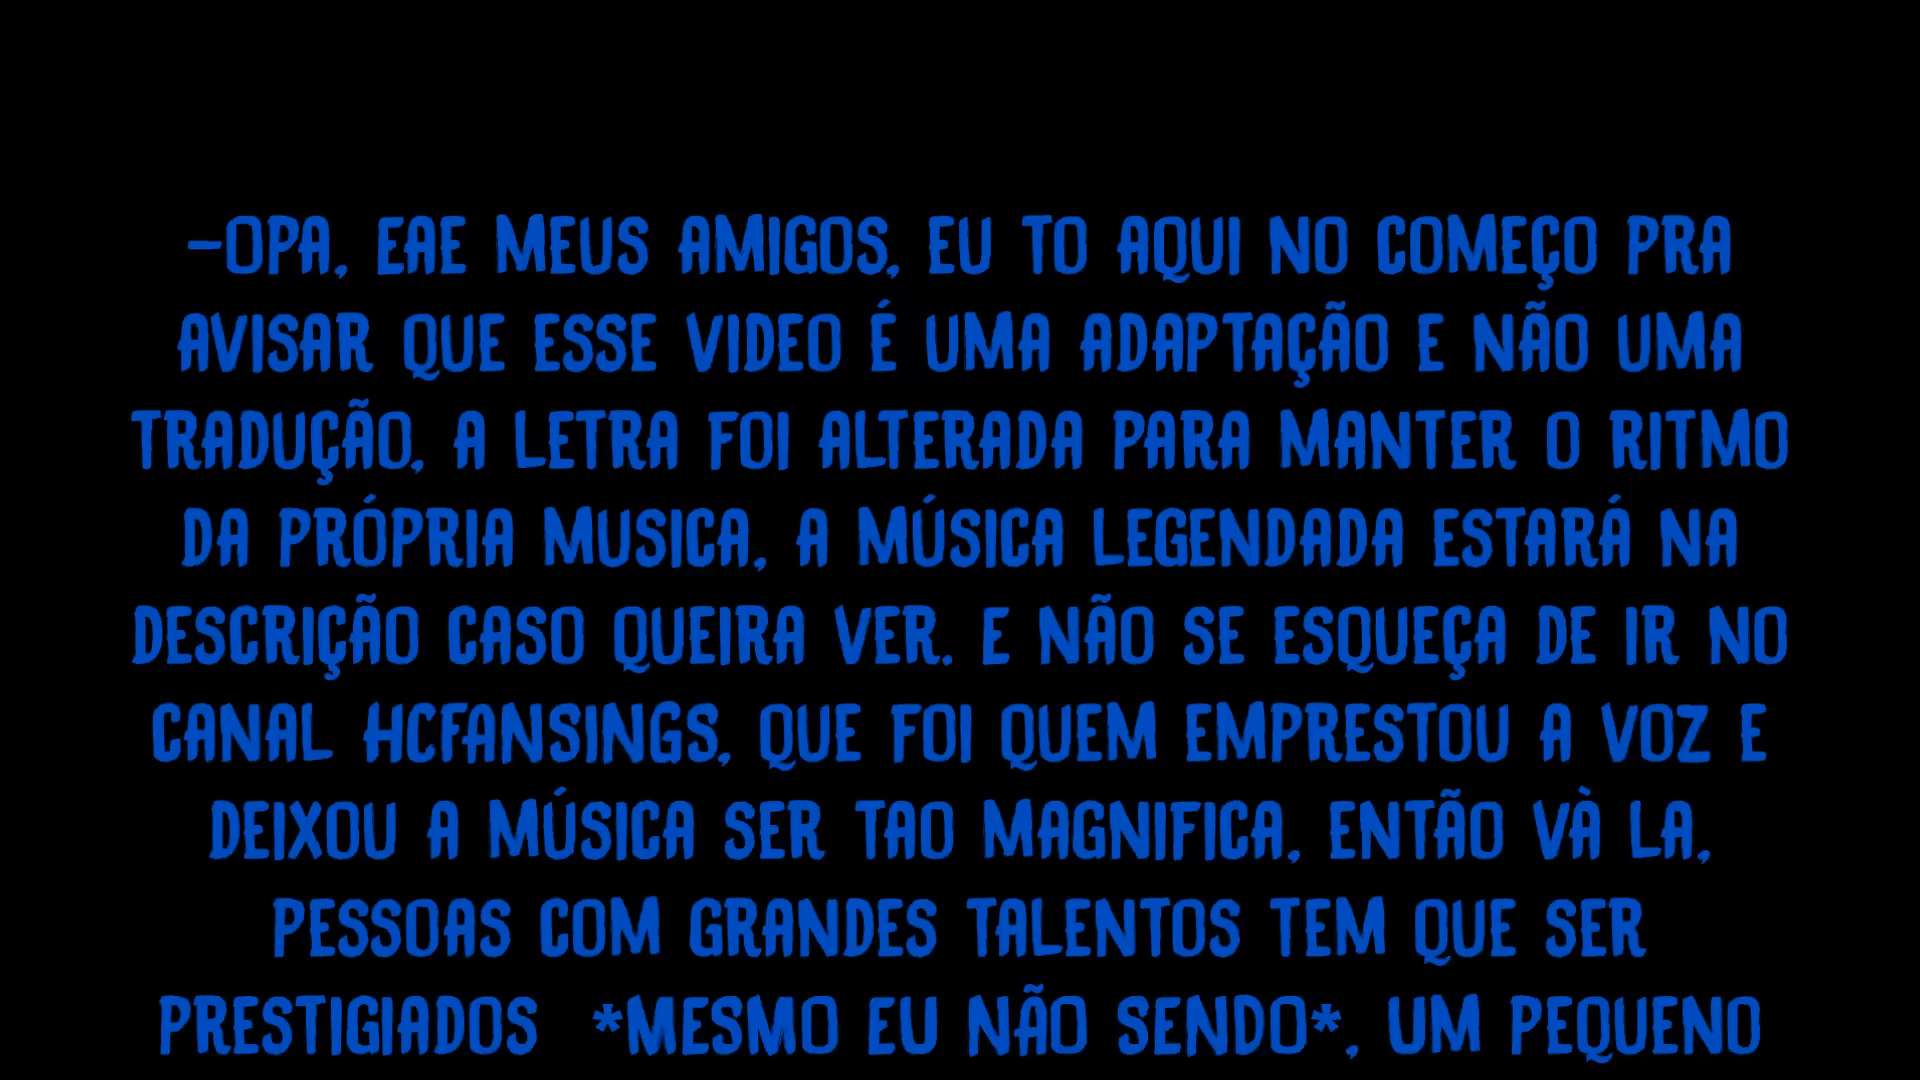 -OPA, EAE MEUS AMIGOS, EU TO AQUI NO COMEÇO PRA
AVISAR QUE ESSE VIDEO É UMA ADAPTAÇÃO E NÃO UMA
TRADUÇÃO, A LETRA FOI ALTERADA PARA MANTER O RITMO
DA PRÓPRIA MUSICA, A MÚSICA LEGENDADA ESTARÁ NA
DESCRIÇÃO CASO QUEIRA VER. E NÃO SE ESQUEÇA DE IR NO
CANAL HCFANSINGS, QUE FOI QUEM EMPRESTOU A VOZ E
DEIXOU A MÚSICA SER TAO MAGNIFICA, ENTÃO VÀ LA,
PESSOAS COM GRANDES TALENTOS TEM QUE SER
PRESTIGIADOS *MESMO EU NÃO SENDO*, UM PEQUENO